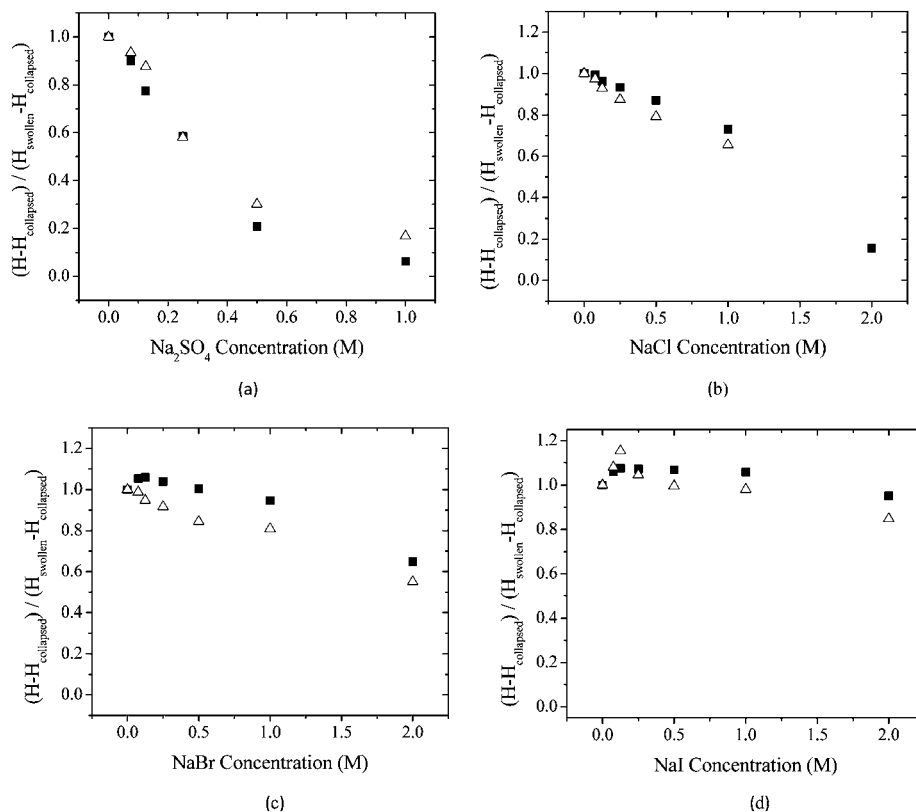 1.0
0.8
0.6
0.4
0.2
0.0
(H-H_collapsed) / (H_swollen-H_collapsed)
0.0 0.2 0.4 0.6 0.8 1.0
Na₂SO₄ Concentration (M)
(a)
1.2
1.0
0.8
0.6
0.4
0.2
0.0
(H-H_collapsed) / (H_swollen-H_collapsed)
0.0 0.5 1.0 1.5 2.0
NaCl Concentration (M)
(b)
1.2
1.0
0.8
0.6
0.4
0.2
0.0
(H-H_collapsed) / (H_swollen-H_collapsed)
0.0 0.5 1.0 1.5 2.0
NaBr Concentration (M)
(c)
1.2
1.0
0.8
0.6
0.4
0.2
0.0
(H-H_collapsed) / (H_swollen-H_collapsed)
0.0 0.5 1.0 1.5 2.0
NaI Concentration (M)
(d)